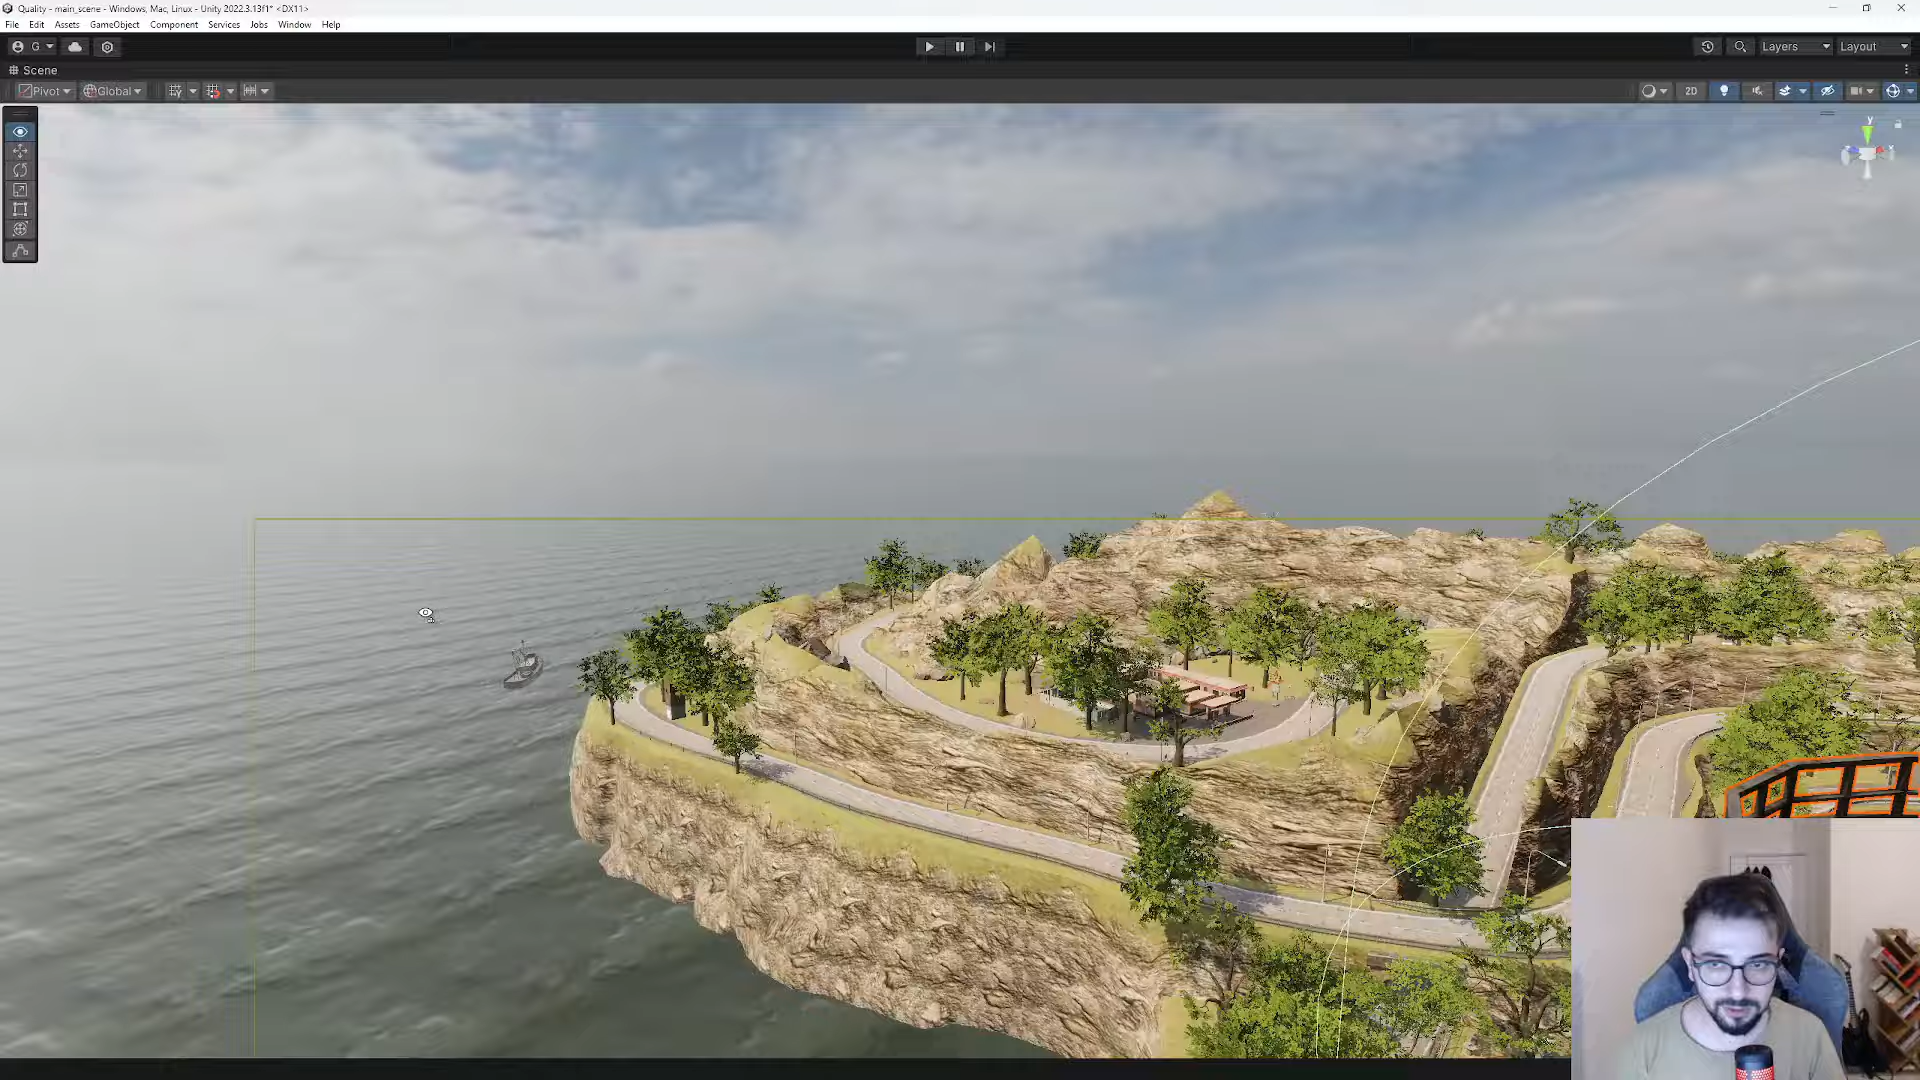 Quality - main_scene - Windows, Mac, Linux - Unity 2022.3.13f1* <DX11>
File Edit Assets GameObject Component Services Jobs Window Help
G Layers Layout
Scene
Pivot Global 2D
y